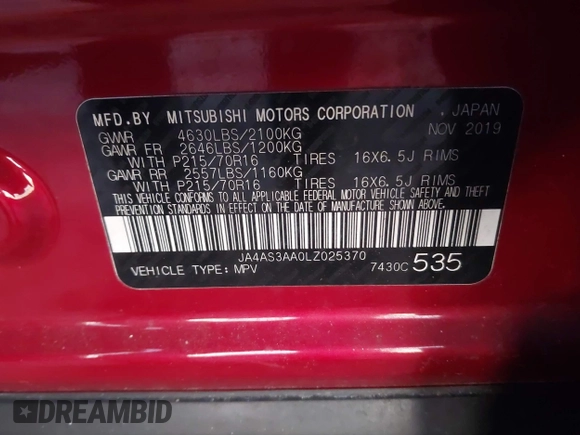 MFD.BY MITSUBISHI MOTORS CORPORATION , JAPAN
GVWR 4630LBS/2100KG NOV 2019
GAWR FR 2646LBS/1200KG
WITH P215/70R16 TIRES 16X6.5J RIMS
GAWR RR 2557LBS/1160KG
WITH P215/70R16 TIRES 16X6.5J RIMS
THIS VEHICLE CONFORMS TO ALL APPLICABLE FEDERAL MOTOR VEHICLE SAFETY AND THEFT
PREVENTION STANDARDS IN EFFECT ON THE DATE OF MANUFACTURE SHOWN ABOVE.
JA4AS3AA0LZ025370
VEHICLE TYPE: MPV 7430C 535
DREAMBID